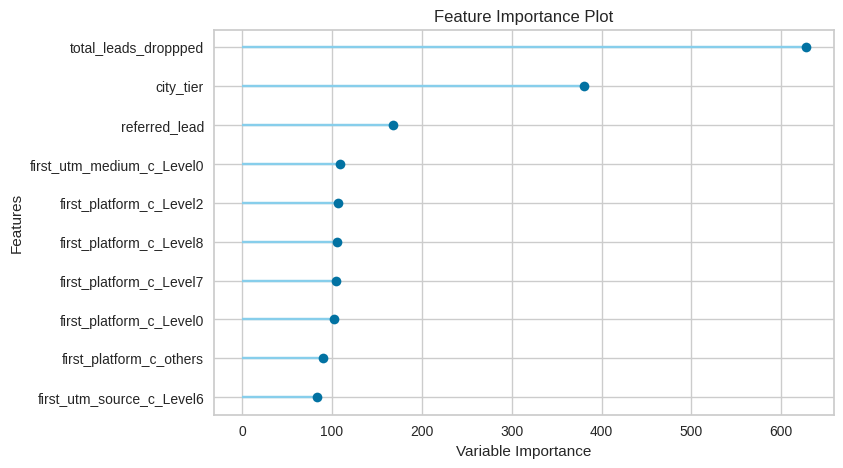 Feature Importance Plot
total_leads_droppped
city_tier
referred_lead
first_utm_medium_c_Level0
first_platform_c_Level2
first_platform_c_Level8
first_platform_c_Level7
first_platform_c_Level0
first_platform_c_others
first_utm_source_c_Level6
Features
0 100 200 300 400 500 600
Variable Importance